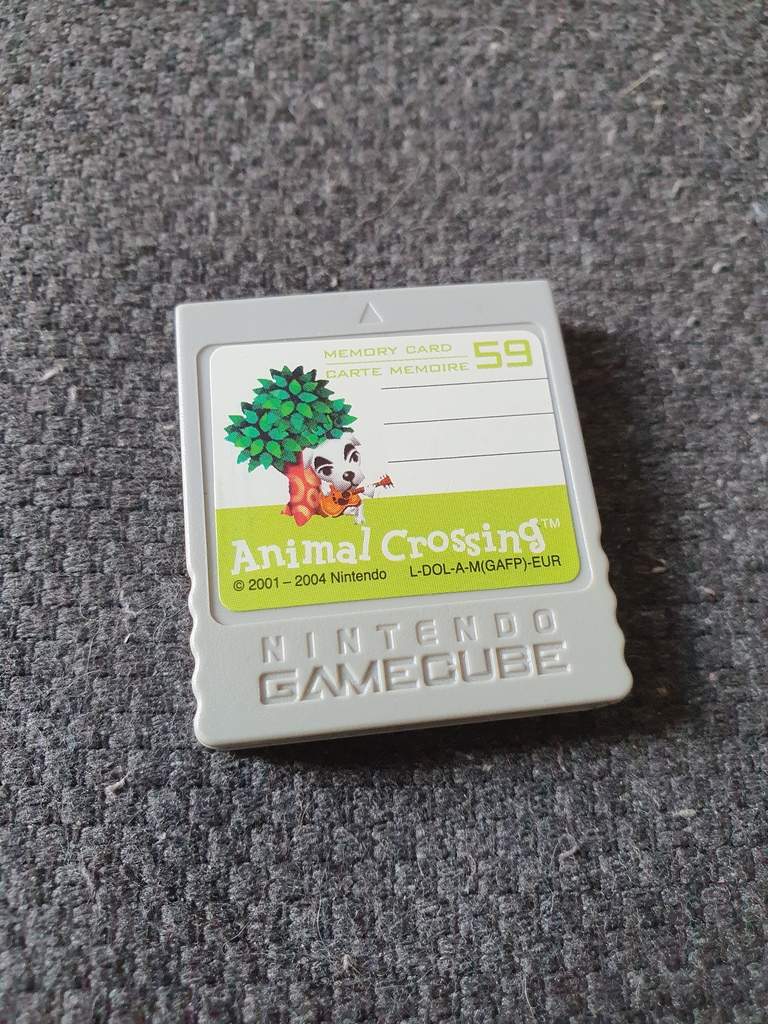 MEMORY CARD
CARTE MEMOIRE 59
Animal Crossing™
© 2001 – 2004 Nintendo L-DOL-A-M(GAFP)-EUR
NINTENDO
GAMECUBE